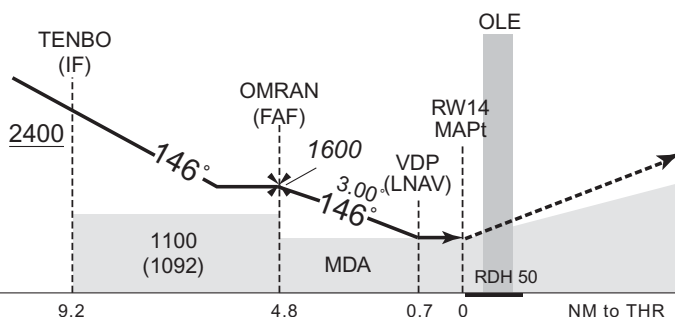 OLE
TENBO
(IF)
OMRAN
(FAF)
RW14
MAPt
2400
1600
VDP
(LNAV)
146°
3.00°
146°
1100
(1092)
MDA
RDH 50
9.2 4.8 0.7 0 NM to THR